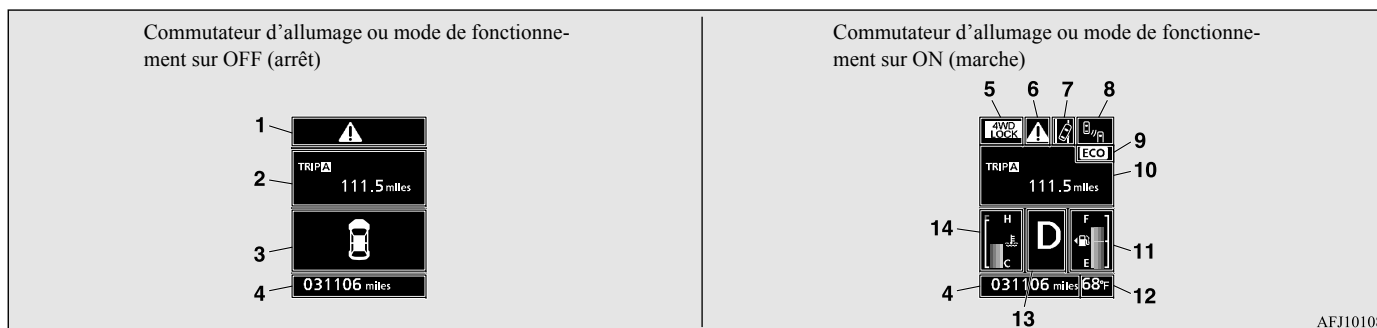 Commutateur d’allumage ou mode de fonctionne-
ment sur OFF (arrêt)
1
2
TRIP A
111.5 miles
3
4
031106 miles
Commutateur d’allumage ou mode de fonctionne-
ment sur ON (marche)
5 6 7 8
4WD
LOCK
9
ECO
10
TRIP A
111.5 miles
14
H
C
D
F
E
11
4
031106 miles 68°F
12
13